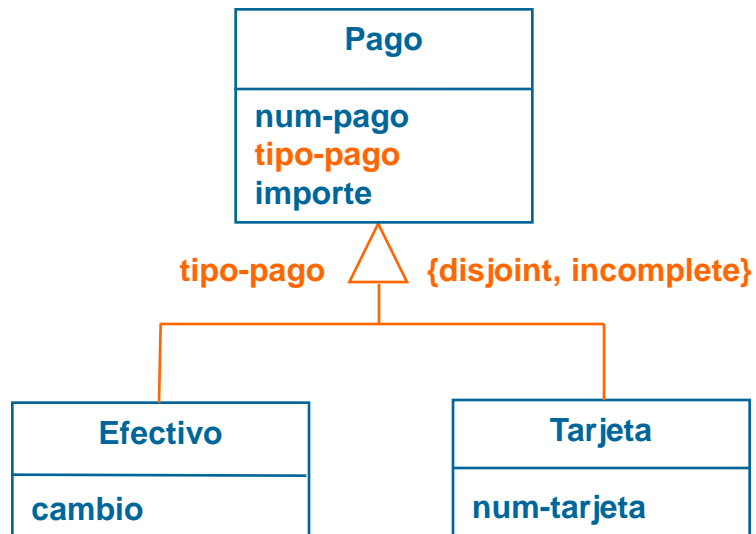 Pago
num-pago
tipo-pago
importe
tipo-pago {disjoint, incomplete}
Efectivo
cambio
Tarjeta
num-tarjeta